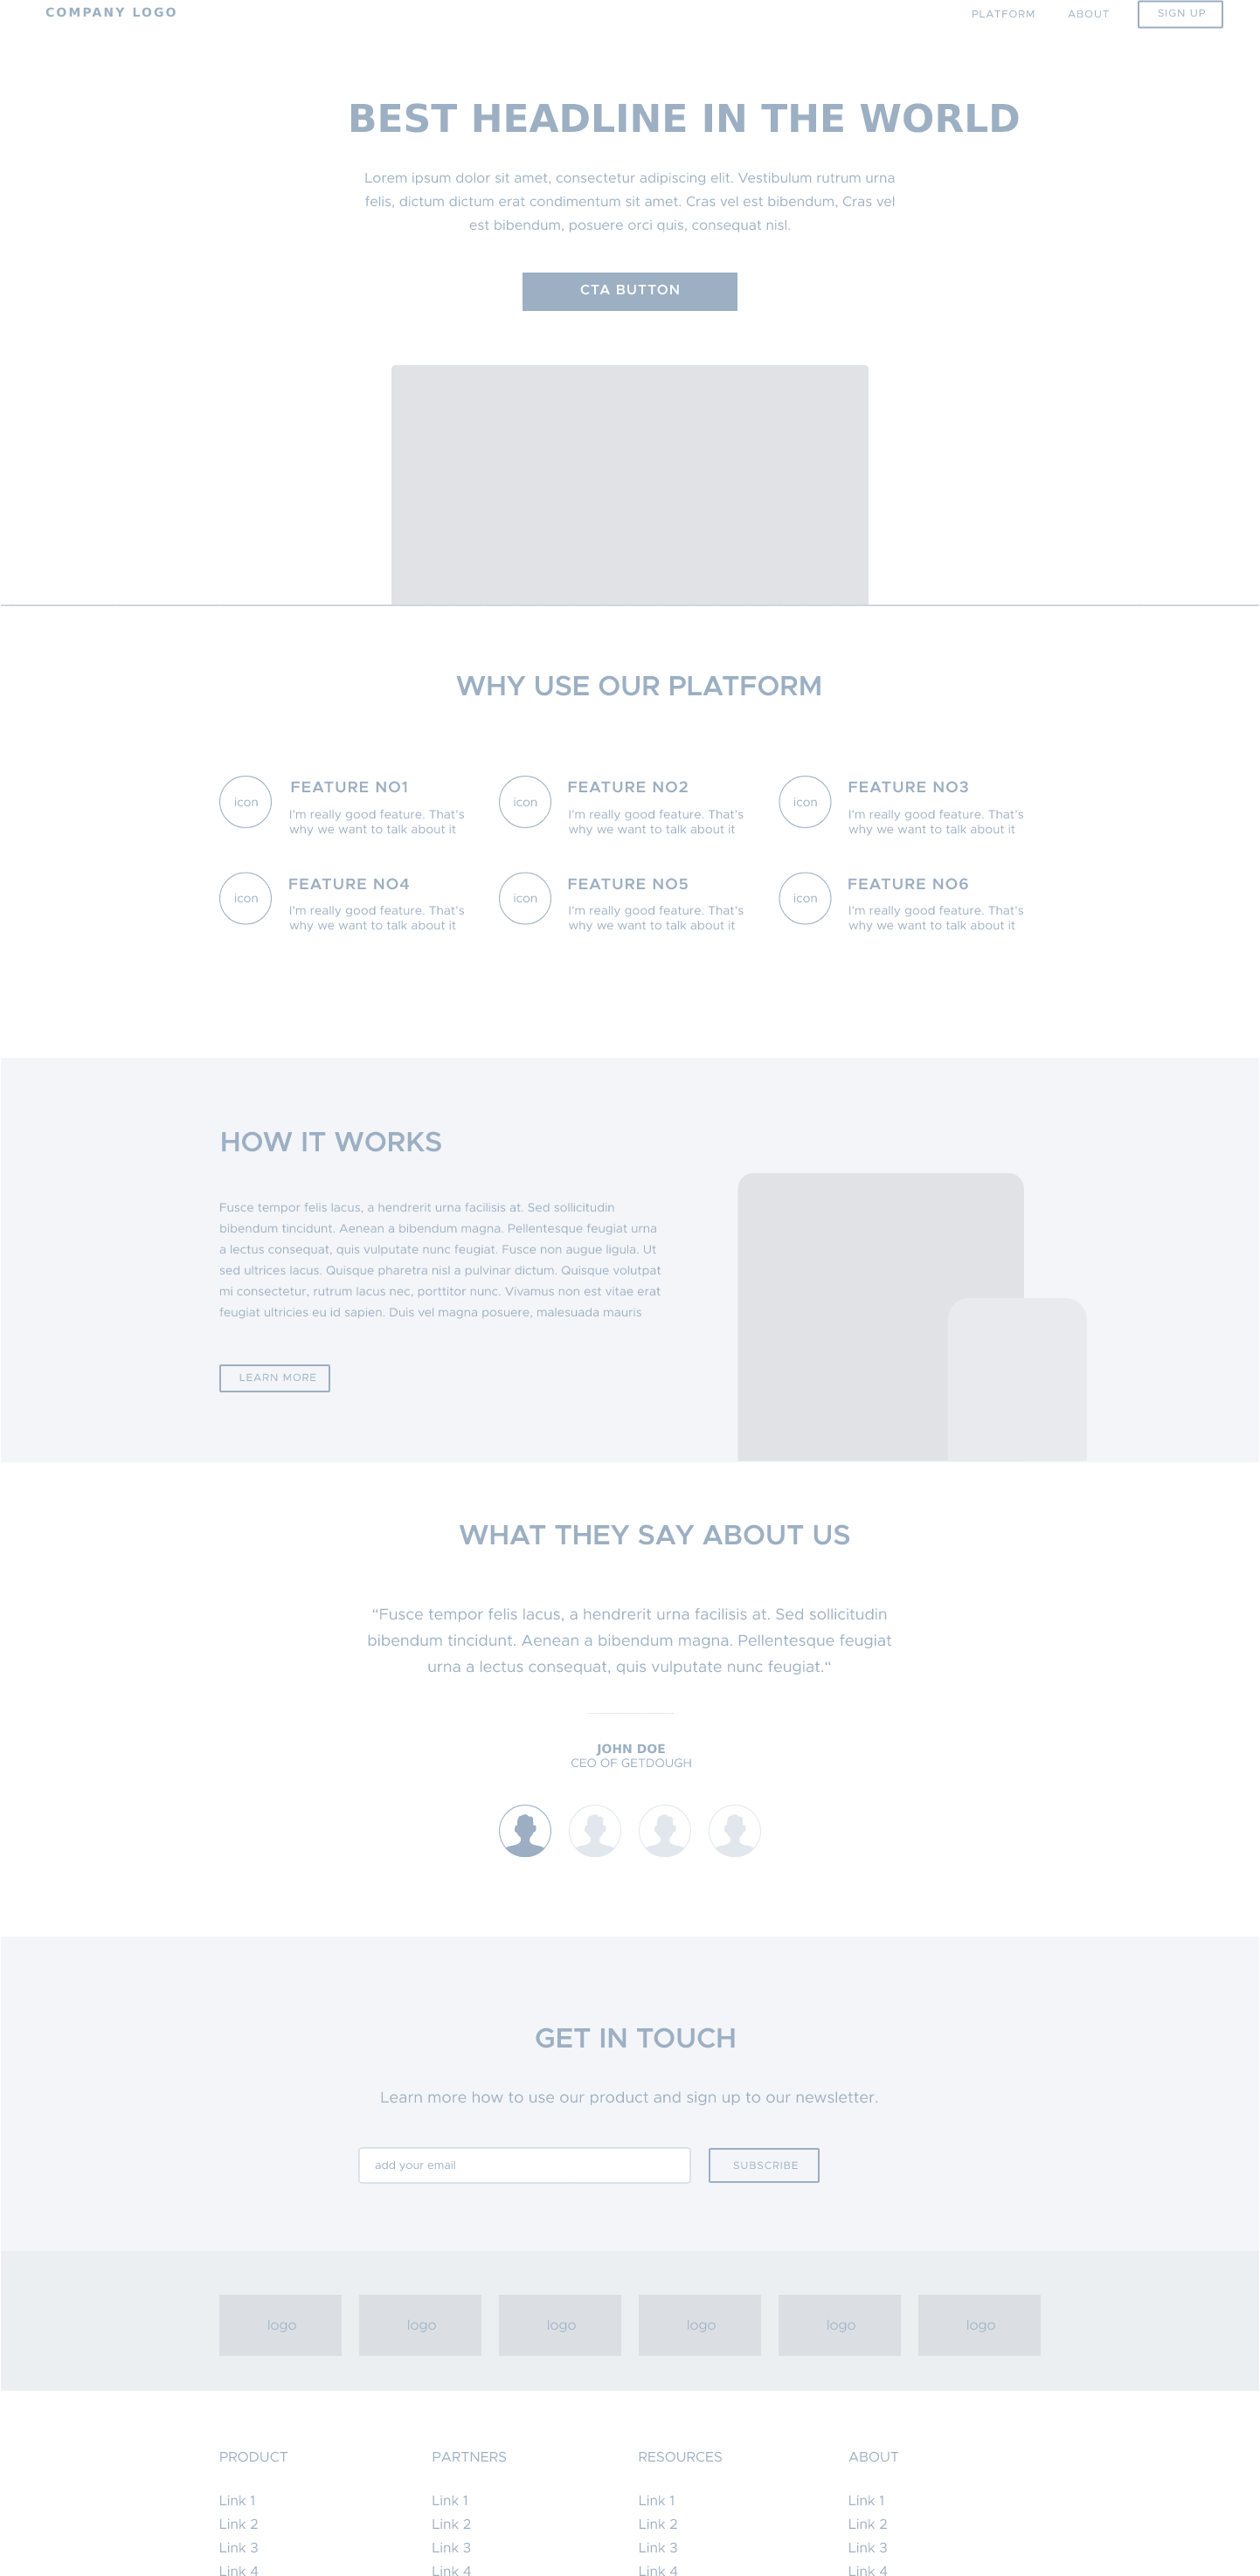 COMPANY LOGO
PLATFORM
ABOUT
SIGN UP
BEST HEADLINE IN THE WORLD
Lorem ipsum dolor sit amet, consectetur adipiscing elit. Vestibulum rutrum urna
felis, dictum dictum erat condimentum sit amet. Cras vel est bibendum, Cras vel
est bibendum, posuere orci quis, consequat nisl.
CTA BUTTON
WHY USE OUR PLATFORM
icon
FEATURE NO1
I'm really good feature. That's
why we want to talk about it
icon
FEATURE NO2
I'm really good feature. That's
why we want to talk about it
icon
FEATURE NO3
I'm really good feature. That's
why we want to talk about it
icon
FEATURE NO4
I'm really good feature. That's
why we want to talk about it
icon
FEATURE NO5
I'm really good feature. That's
why we want to talk about it
icon
FEATURE NO6
I'm really good feature. That's
why we want to talk about it
HOW IT WORKS
Fusce tempor felis lacus, a hendrerit urna facilisis at. Sed sollicitudin
bibendum tincidunt. Aenean a bibendum magna. Pellentesque feugiat urna
a lectus consequat, quis vulputate nunc feugiat. Fusce non augue ligula. Ut
sed ultrices lacus. Quisque pharetra nisl a pulvinar dictum. Quisque volutpat
mi consectetur, rutrum lacus nec, porttitor nunc. Vivamus non est vitae erat
feugiat ultricies eu id sapien. Duis vel magna posuere, malesuada mauris
LEARN MORE
WHAT THEY SAY ABOUT US
“Fusce tempor felis lacus, a hendrerit urna facilisis at. Sed sollicitudin
bibendum tincidunt. Aenean a bibendum magna. Pellentesque feugiat
urna a lectus consequat, quis vulputate nunc feugiat.“
JOHN DOE
CEO OF GETDOUGH
GET IN TOUCH
Learn more how to use our product and sign up to our newsletter.
add your email
SUBSCRIBE
logo
logo
logo
logo
logo
logo
PRODUCT
Link 1
Link 2
Link 3
Link 4
PARTNERS
Link 1
Link 2
Link 3
Link 4
RESOURCES
Link 1
Link 2
Link 3
Link 4
ABOUT
Link 1
Link 2
Link 3
Link 4